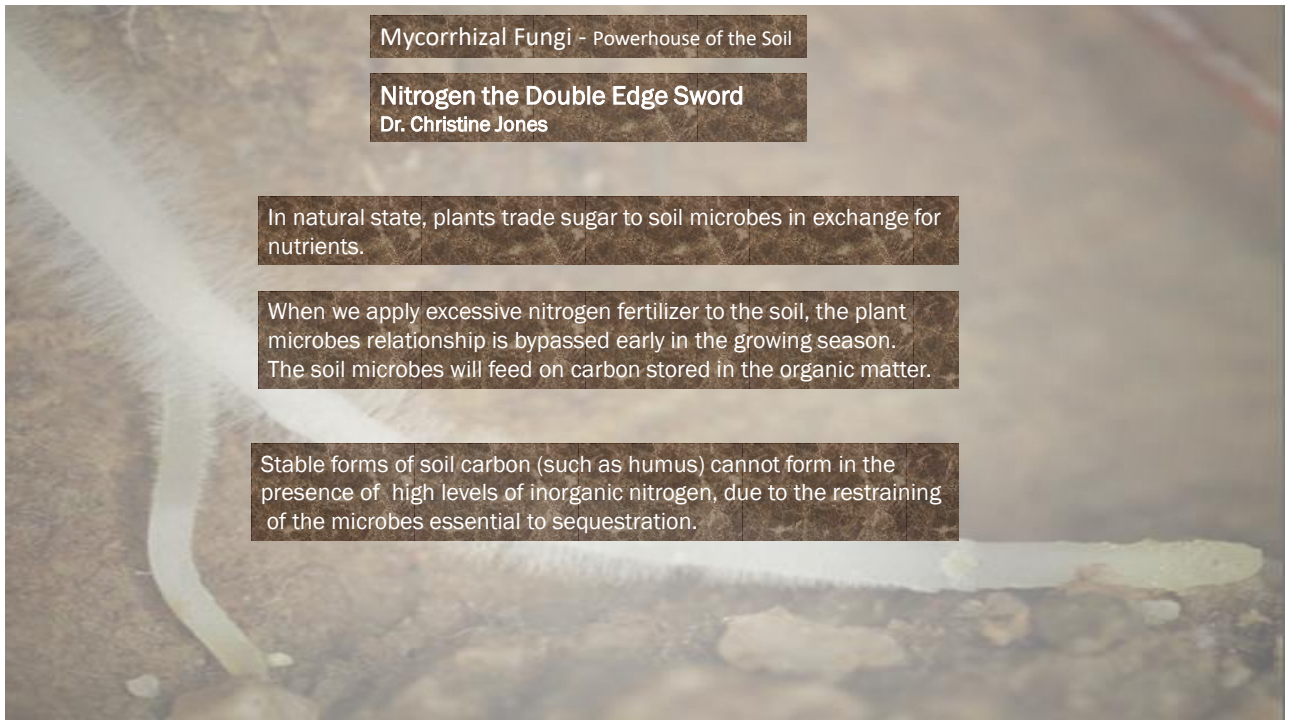 Mycorrhizal Fungi - Powerhouse of the Soil
Nitrogen the Double Edge Sword
Dr. Christine Jones
In natural state, plants trade sugar to soil microbes in exchange for
nutrients.
When we apply excessive nitrogen fertilizer to the soil, the plant
microbes relationship is bypassed early in the growing season.
The soil microbes will feed on carbon stored in the organic matter.
Stable forms of soil carbon (such as humus) cannot form in the
presence of  high levels of inorganic nitrogen, due to the restraining
of the microbes essential to sequestration.